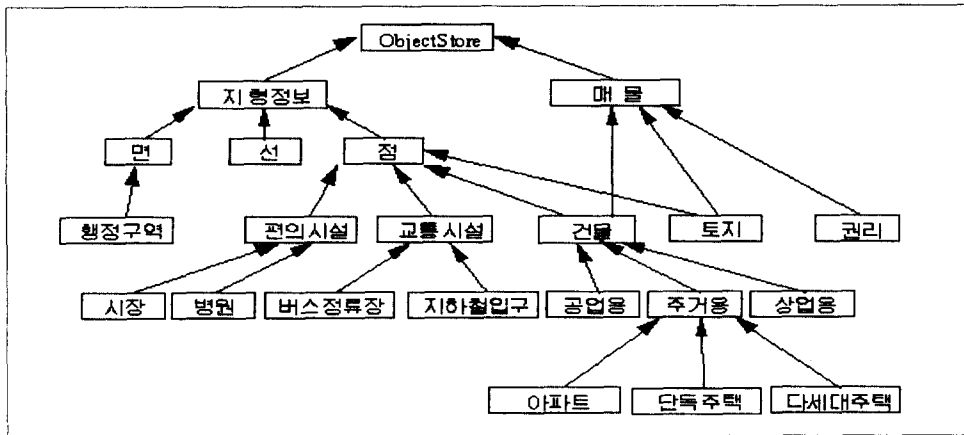 ObjectStore
지형정보
매 물
면
선
점
행정구역
편의시설
교통시설
건물
토지
권리
시장
병원
버스정류장
지하철입구
공업용
주거용
상업용
아파트
단독주택
다세대주택